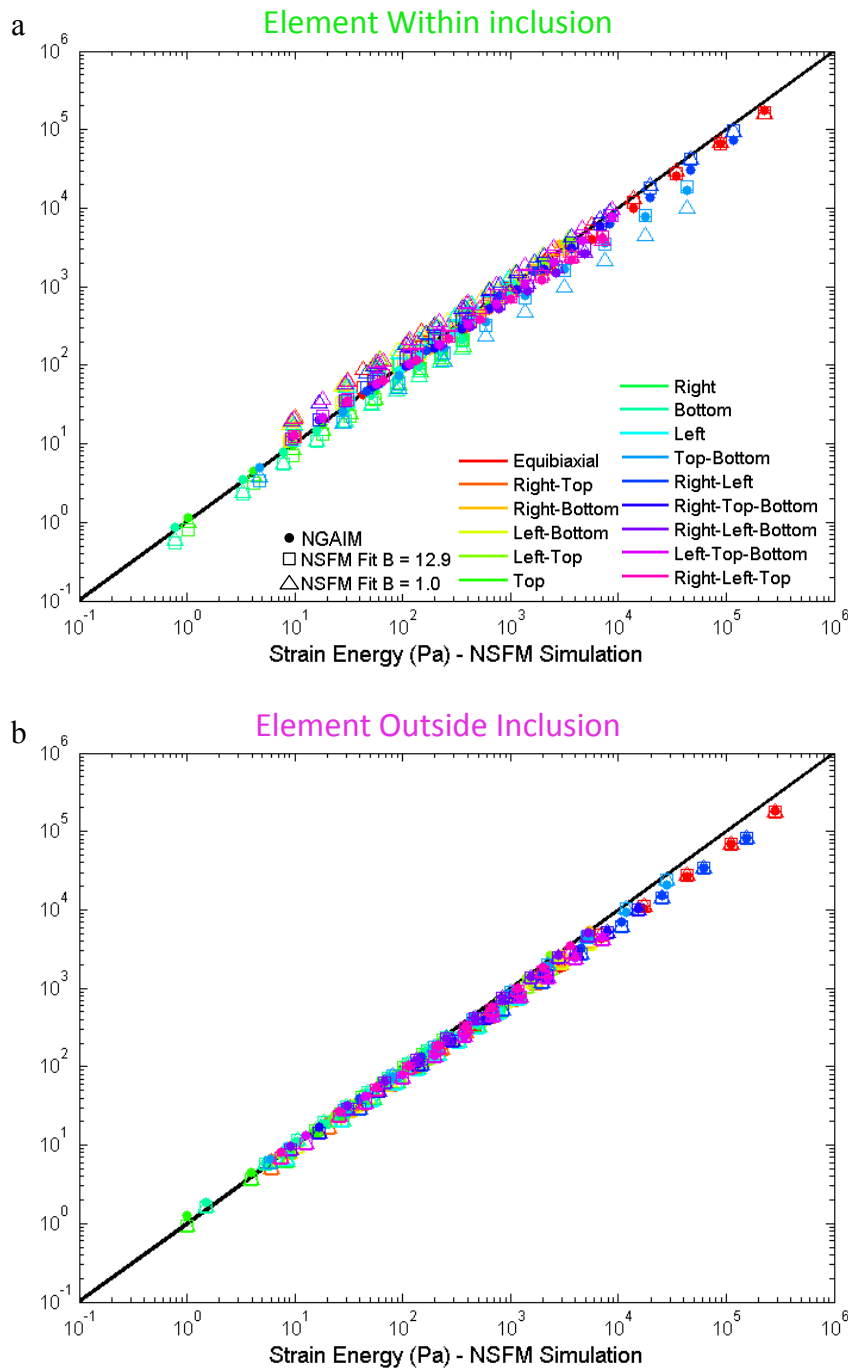 a
Element Within inclusion
10^6
10^5
10^4
10^3
10^2
10^1
10^0
10^-1
Right
Bottom
Left
Top-Bottom
Right-Left
Right-Top-Bottom
Right-Left-Bottom
Left-Top-Bottom
Right-Left-Top
Equibiaxial
Right-Top
Right-Bottom
Left-Bottom
Left-Top
Top
NGAIM
NSFM Fit B = 12.9
NSFM Fit B = 1.0
10^-1 10^0 10^1 10^2 10^3 10^4 10^5 10^6
Strain Energy (Pa) - NSFM Simulation
b
Element Outside Inclusion
10^6
10^5
10^4
10^3
10^2
10^1
10^0
10^-1
10^-1 10^0 10^1 10^2 10^3 10^4 10^5 10^6
Strain Energy (Pa) - NSFM Simulation